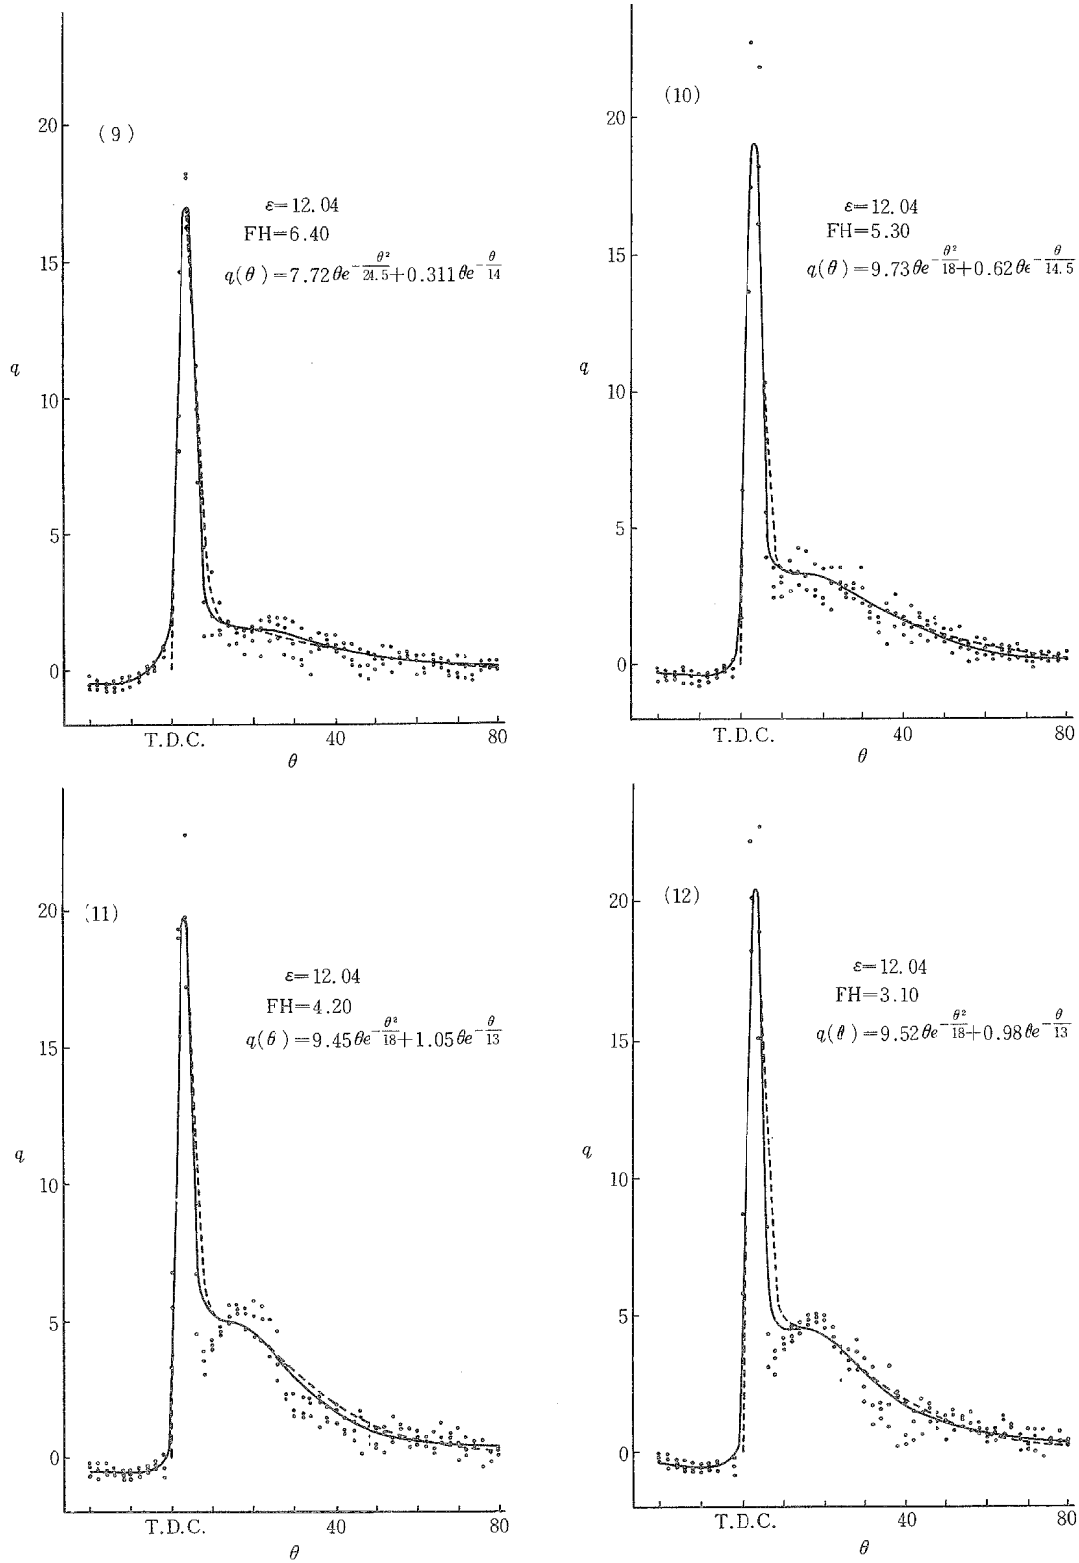 (9)
20
15
10
5
0
q
ε=12.04
FH=6.40
q(θ)=7.72θe^{-θ²/24.5}+0.311θe^{-θ/14}
T.D.C. 40 80
θ
(10)
20
15
10
5
0
q
ε=12.04
FH=5.30
q(θ)=9.73θe^{-θ²/18}+0.62θe^{-θ/14.5}
T.D.C. 40 80
θ
(11)
20
15
10
5
0
q
ε=12.04
FH=4.20
q(θ)=9.45θe^{-θ²/18}+1.05θe^{-θ/13}
T.D.C. 40 80
θ
(12)
20
15
10
5
0
q
ε=12.04
FH=3.10
q(θ)=9.52θe^{-θ²/18}+0.98θe^{-θ/13}
T.D.C. 40 80
θ